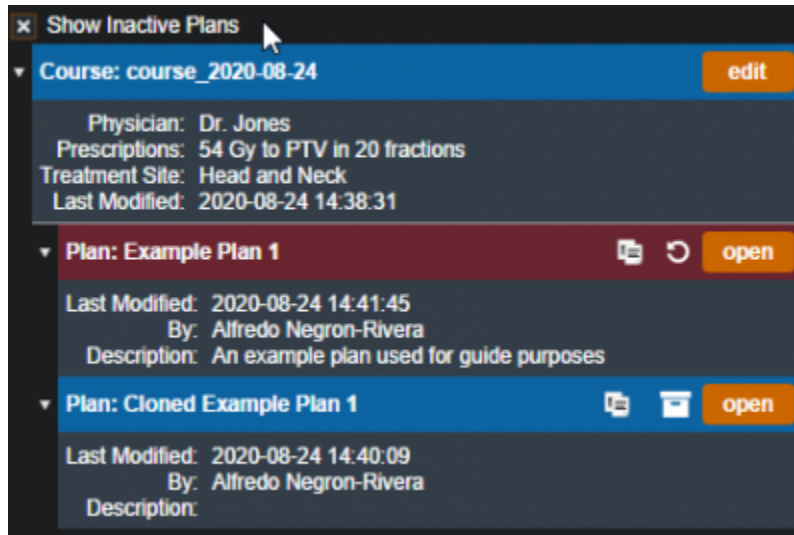 Show Inactive Plans
Course: course_2020-08-24 edit
Physician: Dr. Jones
Prescriptions: 54 Gy to PTV in 20 fractions
Treatment Site: Head and Neck
Last Modified: 2020-08-24 14:38:31
Plan: Example Plan 1 open
Last Modified: 2020-08-24 14:41:45
By: Alfredo Negron-Rivera
Description: An example plan used for guide purposes
Plan: Cloned Example Plan 1 open
Last Modified: 2020-08-24 14:40:09
By: Alfredo Negron-Rivera
Description: